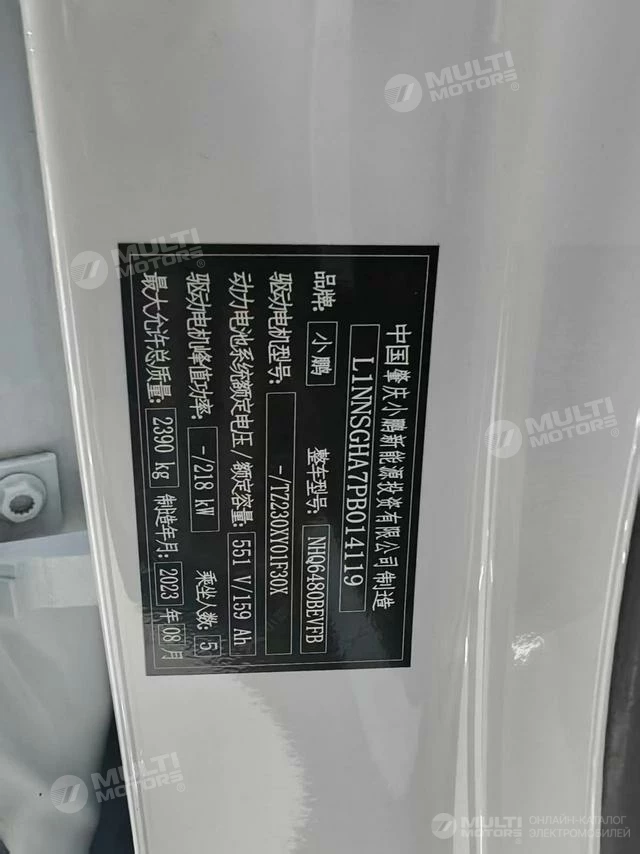 中国肇庆小鹏新能源投资有限公司制造
L1NNSGHA7PB014119
品牌: 小鹏 整车型号: NHQ6480BEVFB
驱动电机型号: -/TZ230XY01F30X
动力电池系统额定电压/额定容量: 551 V/159 Ah
驱动电机峰值功率: -/218 kW 乘坐人数: 5
最大允许总质量: 2390 kg 制造年月: 2023 年 08 月
MULTI
MOTORS®
MULTI
MOTORS®
MULTI
MOTORS®
MULTI
MOTORS®
MULTI
MOTORS®
ОНЛАЙН-КАТАЛОГ
ЭЛЕКТРОМОБИЛЕЙ